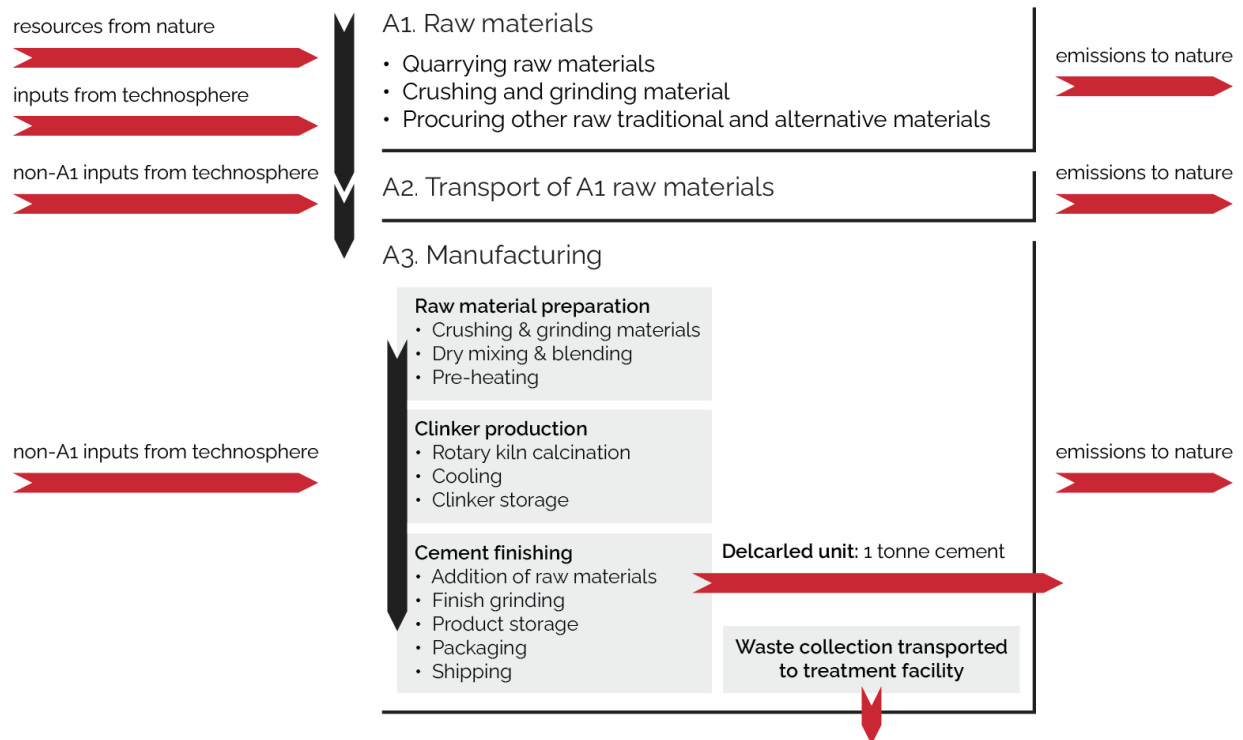 resources from nature
inputs from technosphere
non-A1 inputs from technosphere
A1. Raw materials
• Quarrying raw materials
• Crushing and grinding material
• Procuring other raw traditional and alternative materials
emissions to nature
A2. Transport of A1 raw materials
emissions to nature
A3. Manufacturing
Raw material preparation
• Crushing & grinding materials
• Dry mixing & blending
• Pre-heating
non-A1 inputs from technosphere
Clinker production
• Rotary kiln calcination
• Cooling
• Clinker storage
emissions to nature
Cement finishing
• Addition of raw materials
• Finish grinding
• Product storage
• Packaging
• Shipping
Delcarled unit: 1 tonne cement
Waste collection transported
to treatment facility